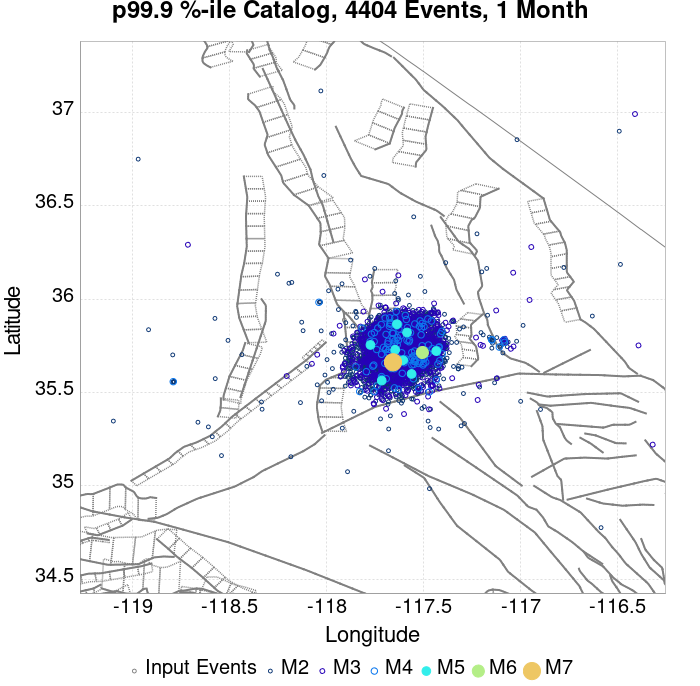 p99.9 %-ile Catalog, 4404 Events, 1 Month
37
36.5
36
35.5
35
34.5
Latitude
-119 -118.5 -118 -117.5 -117 -116.5
Longitude
Input Events M2 M3 M4 M5 M6 M7